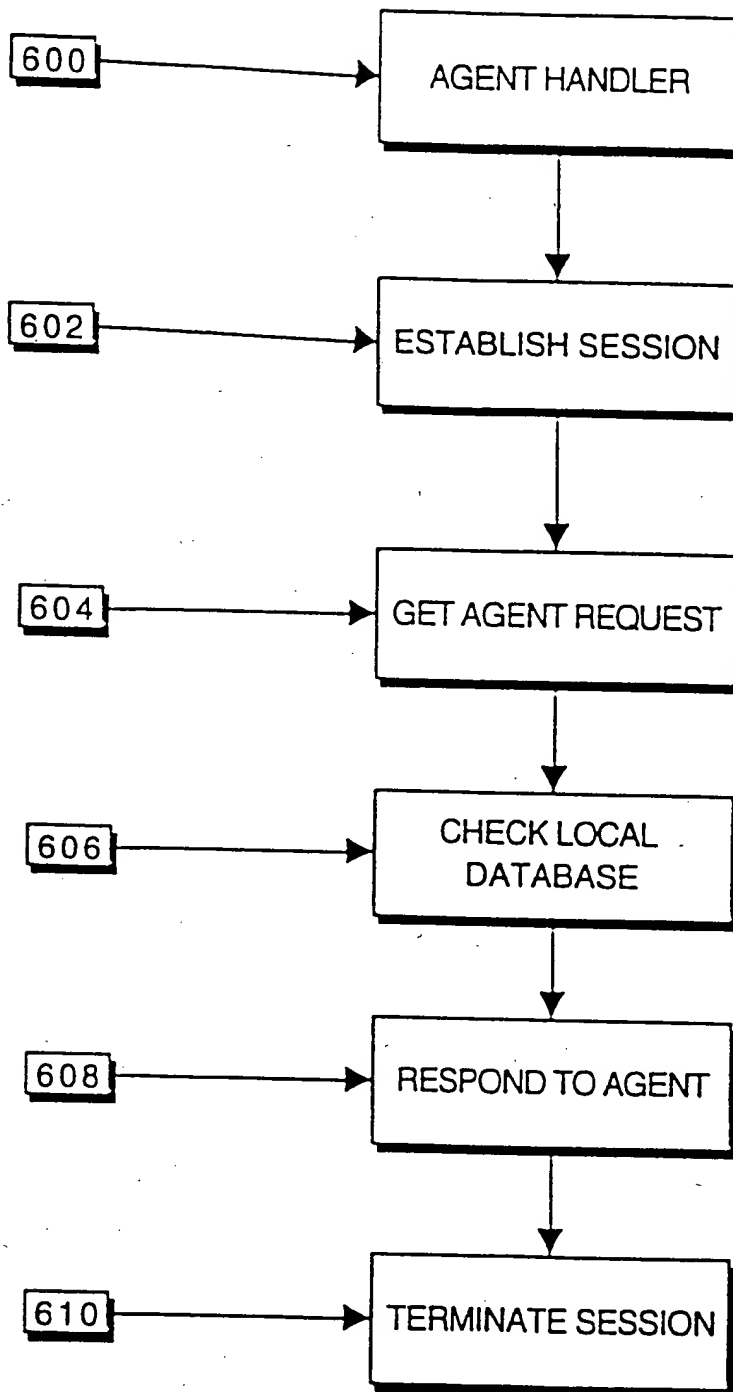 600
AGENT HANDLER
602
ESTABLISH SESSION
604
GET AGENT REQUEST
606
CHECK LOCAL
DATABASE
608
RESPOND TO AGENT
610
TERMINATE SESSION